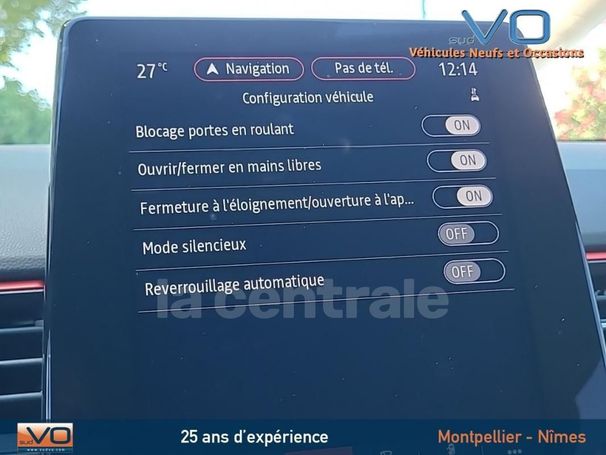 sud VO
Véhicules Neufs et Occasions
27°C
Navigation
Pas de tél.
12:14
Configuration véhicule
Blocage portes en roulant ON
Ouvrir/fermer en mains libres ON
Fermeture à l'éloignement/ouverture à l'ap... ON
Mode silencieux OFF
Reverrouillage automatique OFF
la centrale
sud VO
25 ans d'expérience
Montpellier - Nîmes